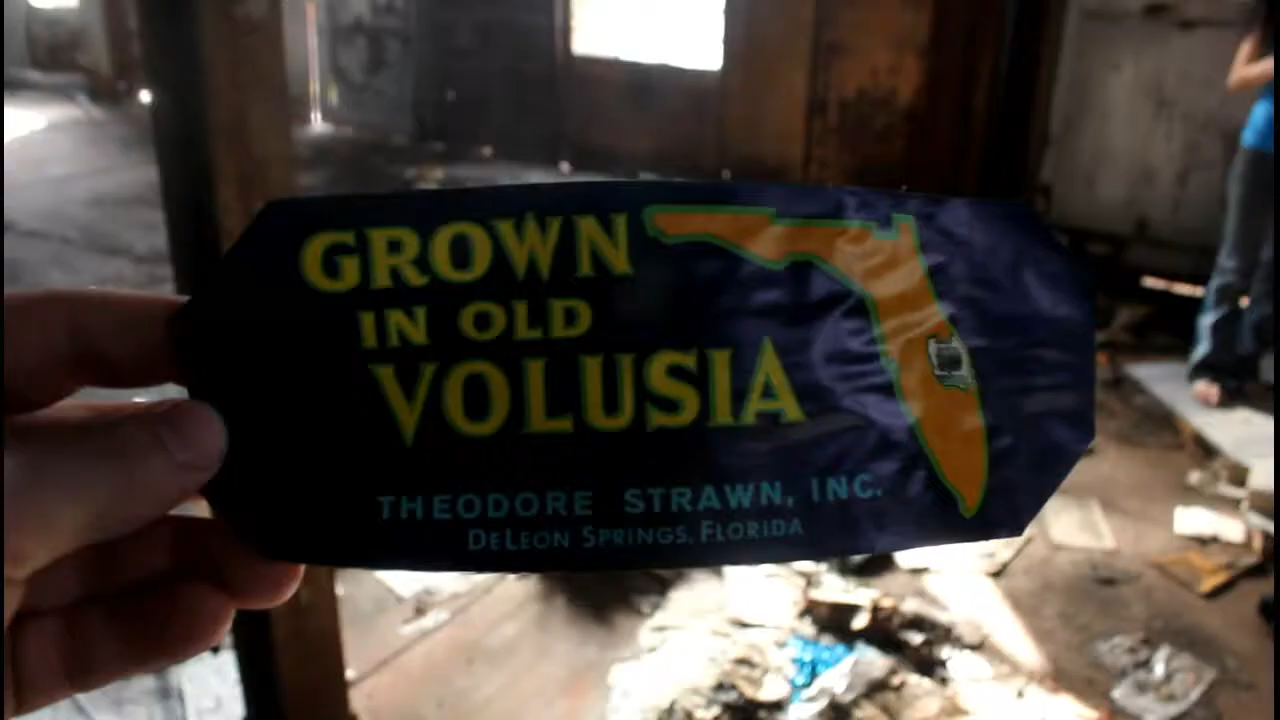 GROWN
IN OLD
VOLUSIA
THEODORE STRAWN, INC.
DELEON SPRINGS, FLORIDA